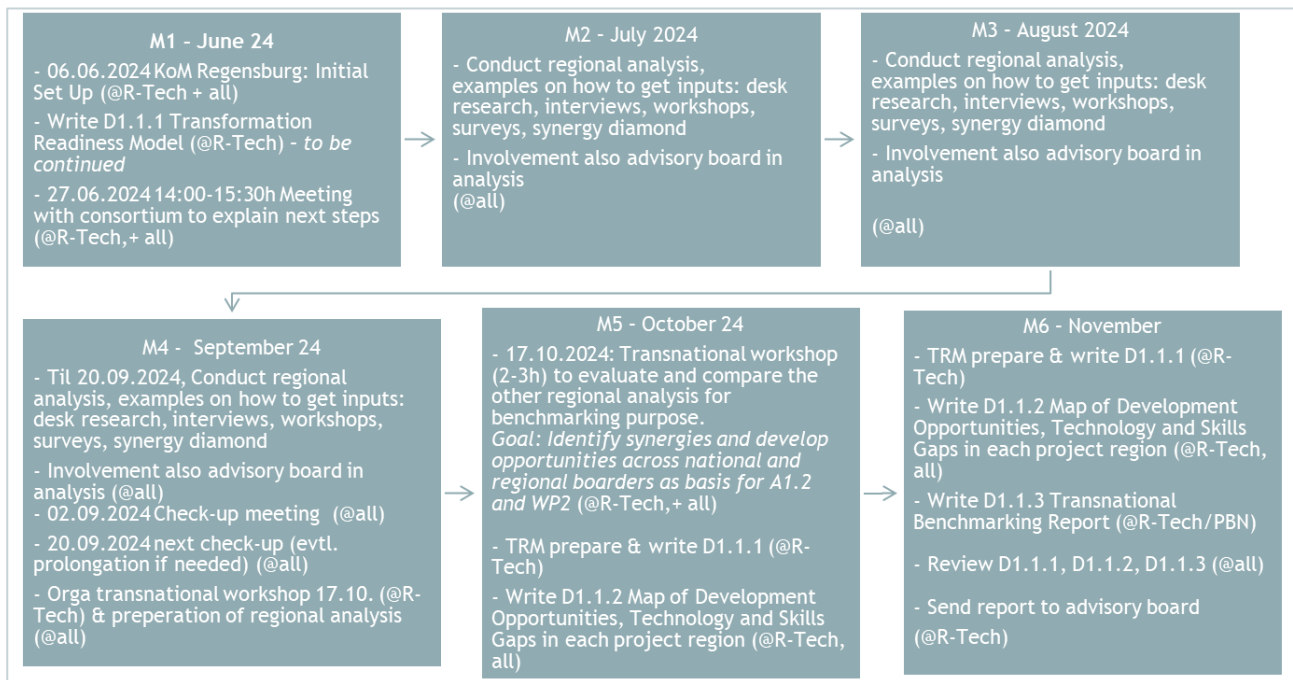 M1 - June 24
- 06.06.2024 KoM Regensburg: Initial
Set Up (@R-Tech + all)
- Write D1.1.1 Transformation
Readiness Model (@R-Tech) - to be
continued
- 27.06.2024 14:00-15:30h Meeting
with consortium to explain next steps
(@R-Tech,+ all)
M2 - July 2024
- Conduct regional analysis,
examples on how to get inputs: desk
research, interviews, workshops,
surveys, synergy diamond
- Involvement also advisory board in
analysis
(@all)
M3 - August 2024
- Conduct regional analysis,
examples on how to get inputs: desk
research, interviews, workshops,
surveys, synergy diamond
- Involvement also advisory board in
analysis
(@all)
M4 - September 24
- Til 20.09.2024, Conduct regional
analysis, examples on how to get inputs:
desk research, interviews, workshops,
surveys, synergy diamond
- Involvement also advisory board in
analysis (@all)
- 02.09.2024 Check-up meeting (@all)
- 20.09.2024 next check-up (evtl.
prolongation if needed) (@all)
- Orga transnational workshop 17.10. (@R-
Tech) & preperation of regional analysis
(@all)
M5 - October 24
- 17.10.2024: Transnational workshop
(2-3h) to evaluate and compare the
other regional analysis for
benchmarking purpose.
Goal: Identify synergies and develop
opportunities across national and
regional boarders as basis for A1.2
and WP2 (@R-Tech,+ all)
- TRM prepare & write D1.1.1 (@R-
Tech)
- Write D1.1.2 Map of Development
Opportunities, Technology and Skills
Gaps in each project region (@R-Tech,
all)
M6 - November
- TRM prepare & write D1.1.1 (@R-
Tech)
- Write D1.1.2 Map of Development
Opportunities, Technology and Skills
Gaps in each project region (@R-Tech,
all)
- Write D1.1.3 Transnational
Benchmarking Report (@R-Tech/PBN)
- Review D1.1.1, D1.1.2, D1.1.3 (@all)
- Send report to advisory board
(@R-Tech)